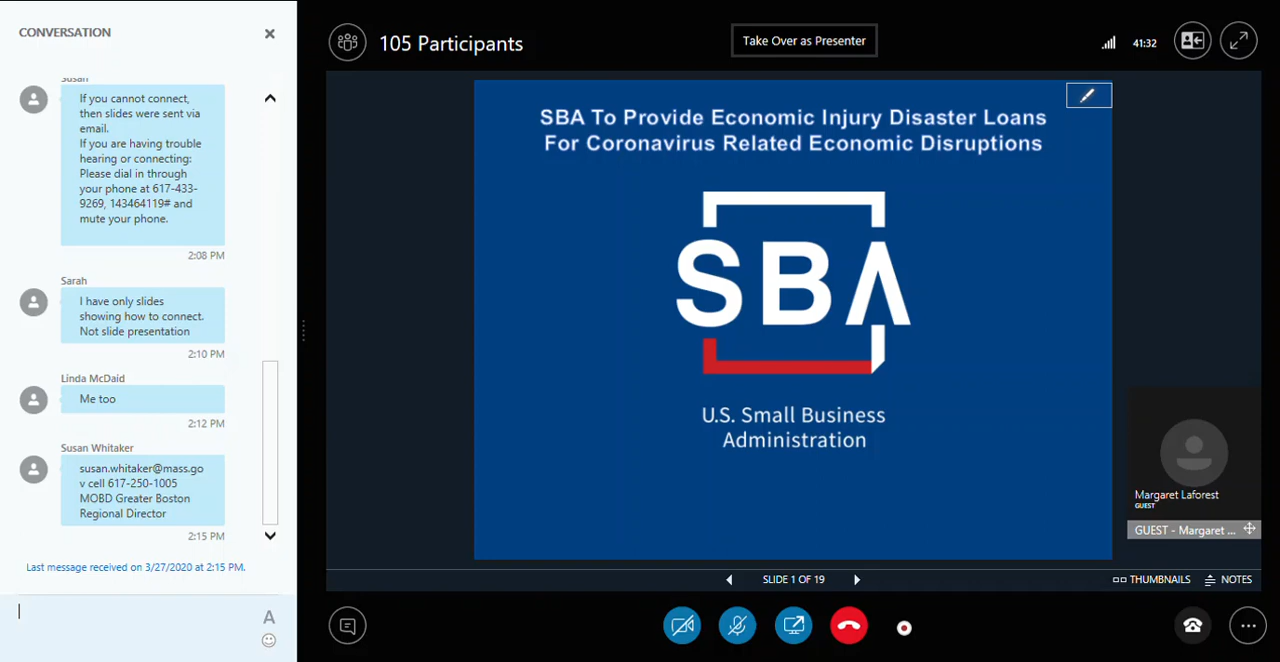 CONVERSATION
Susan
If you cannot connect,
then slides were sent via
email.
If you are having trouble
hearing or connecting:
Please dial in through
your phone at 617-433-
9269, 143464119# and
mute your phone.
2:08 PM
Sarah
I have only slides
showing how to connect.
Not slide presentation
2:10 PM
Linda McDaid
Me too
2:12 PM
Susan Whitaker
susan.whitaker@mass.go
v cell 617-250-1005
MOBD Greater Boston
Regional Director
2:15 PM
Last message received on 3/27/2020 at 2:15 PM.
A
105 Participants
Take Over as Presenter
41:32
SBA To Provide Economic Injury Disaster Loans
For Coronavirus Related Economic Disruptions
SBA
U.S. Small Business
Administration
Margaret Laforest
GUEST
GUEST - Margaret ...
SLIDE 1 OF 19
THUMBNAILS
NOTES